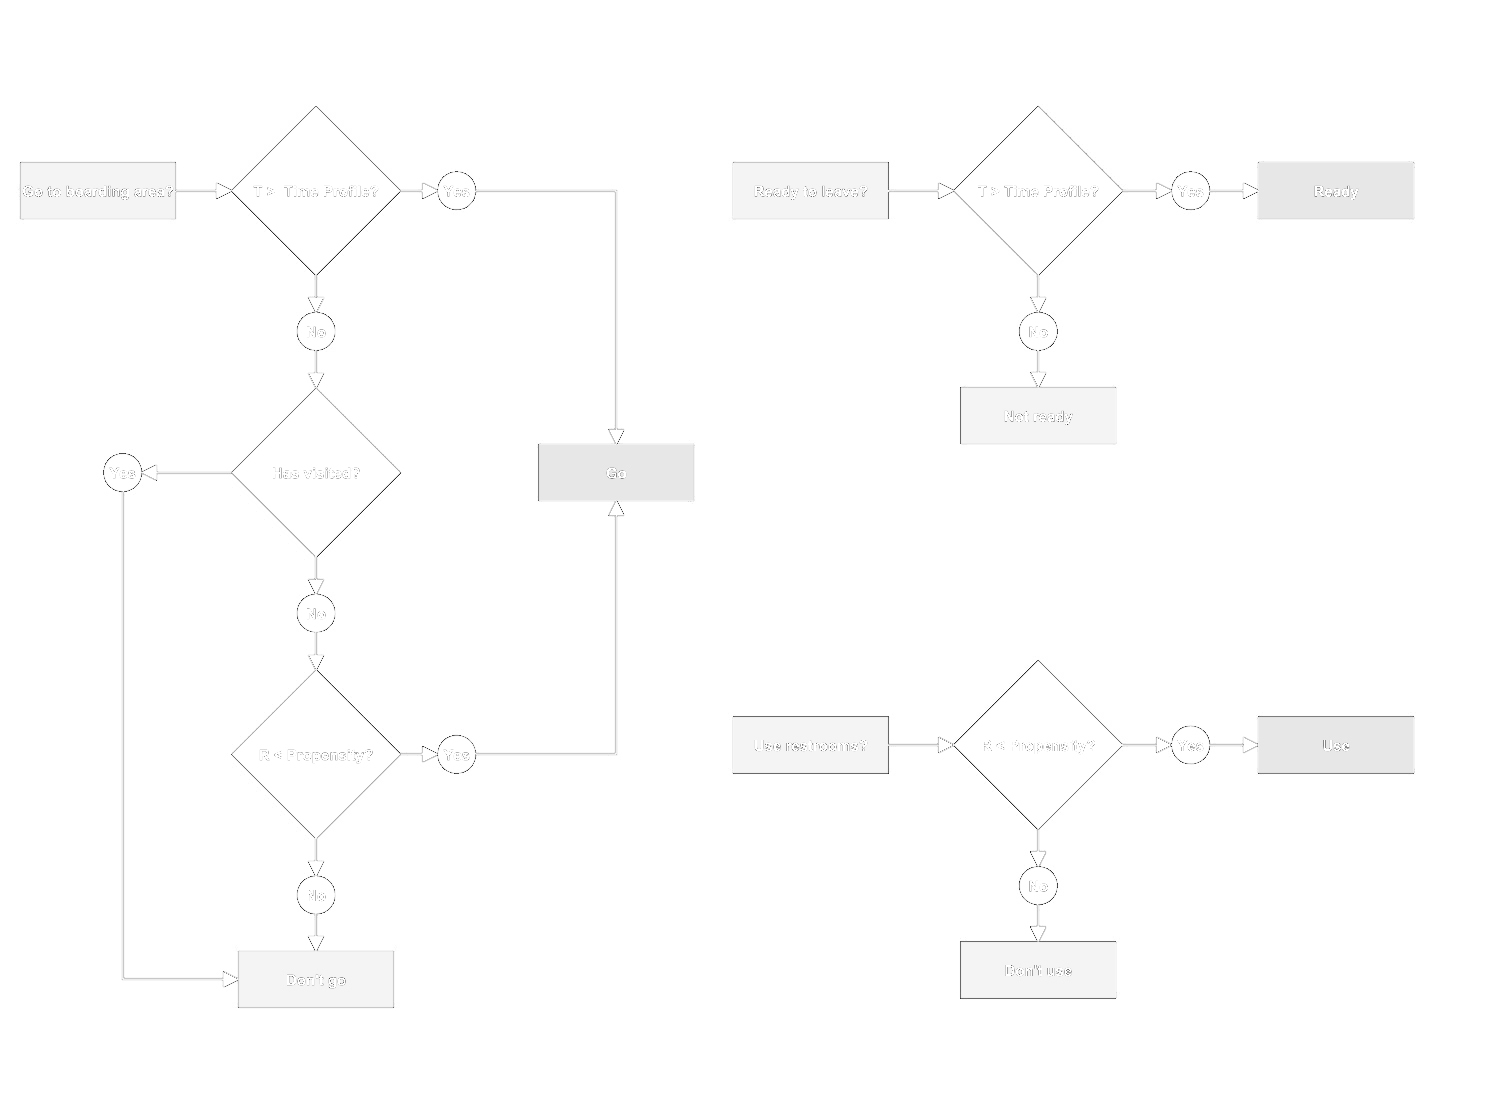 Go to boarding area?
T > Time Profile?
Yes
No
Has visited?
Yes
No
Go
R < Propensity?
Yes
No
Don't go
Ready to leave?
T > Time Profile?
Yes
Ready
No
Not ready
Use restrooms?
R < Propensity?
Yes
Use
No
Don't use